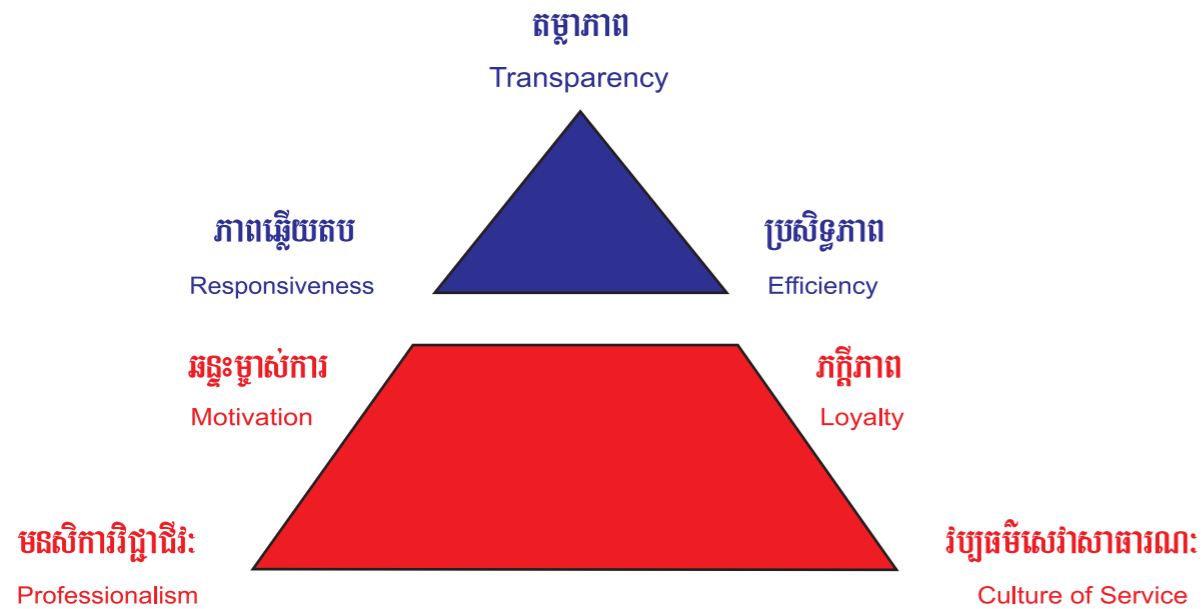 តម្លាភាព
Transparency
ភាពឆ្លើយតប
ប្រសិទ្ធភាព
Responsiveness
Efficiency
ឆន្ទះម្ចាស់ការ
ភក្ដីភាព
Motivation
Loyalty
មនសិការវិជ្ជាជីវ:
វប្បធម៌សេវាសាធារណ:
Professionalism
Culture of Service